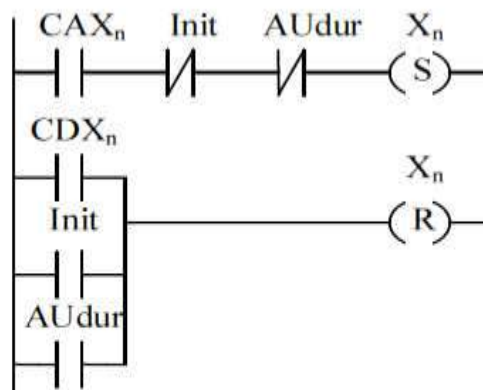 CAXₙ Init AUdur Xₙ
S
CDXₙ
Xₙ
Init
R
AUdur